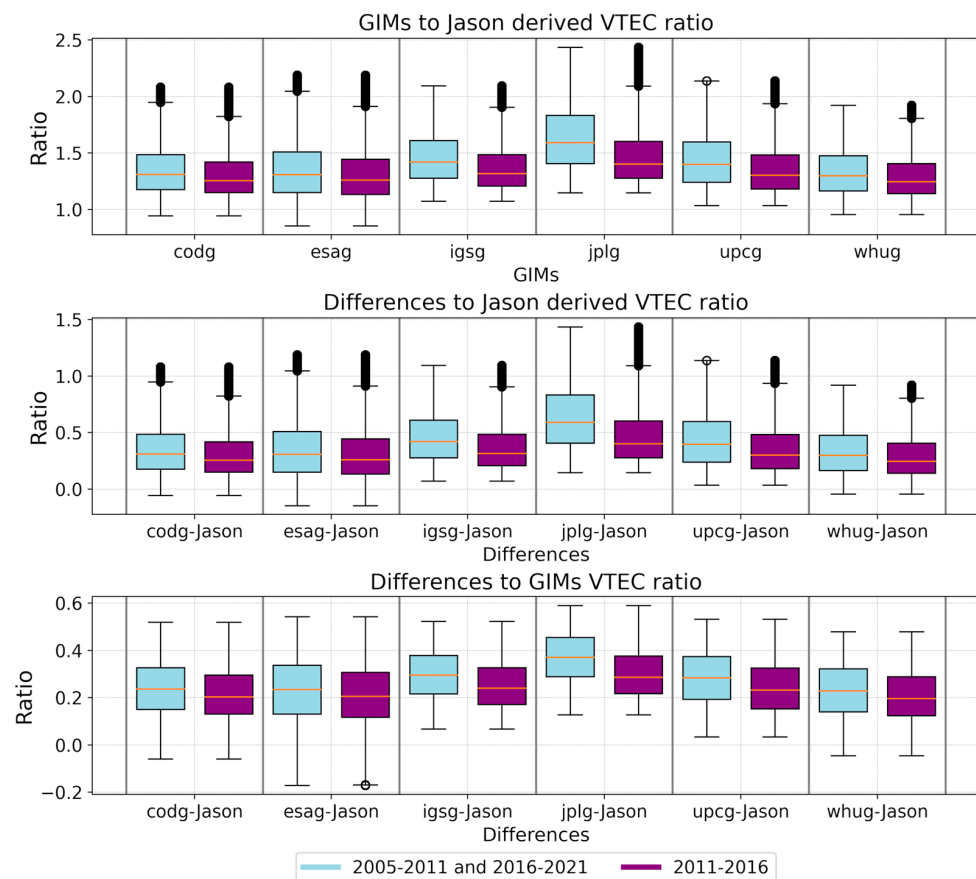 GIMs to Jason derived VTEC ratio
2.5
2.0
1.5
1.0
Ratio
codg esag igsg jplg upcg whug
GIMs
Differences to Jason derived VTEC ratio
1.5
1.0
0.5
0.0
Ratio
codg-Jason esag-Jason igsg-Jason jplg-Jason upcg-Jason whug-Jason
Differences
Differences to GIMs VTEC ratio
0.6
0.4
0.2
0.0
−0.2
Ratio
codg-Jason esag-Jason igsg-Jason jplg-Jason upcg-Jason whug-Jason
Differences
2005-2011 and 2016-2021 2011-2016